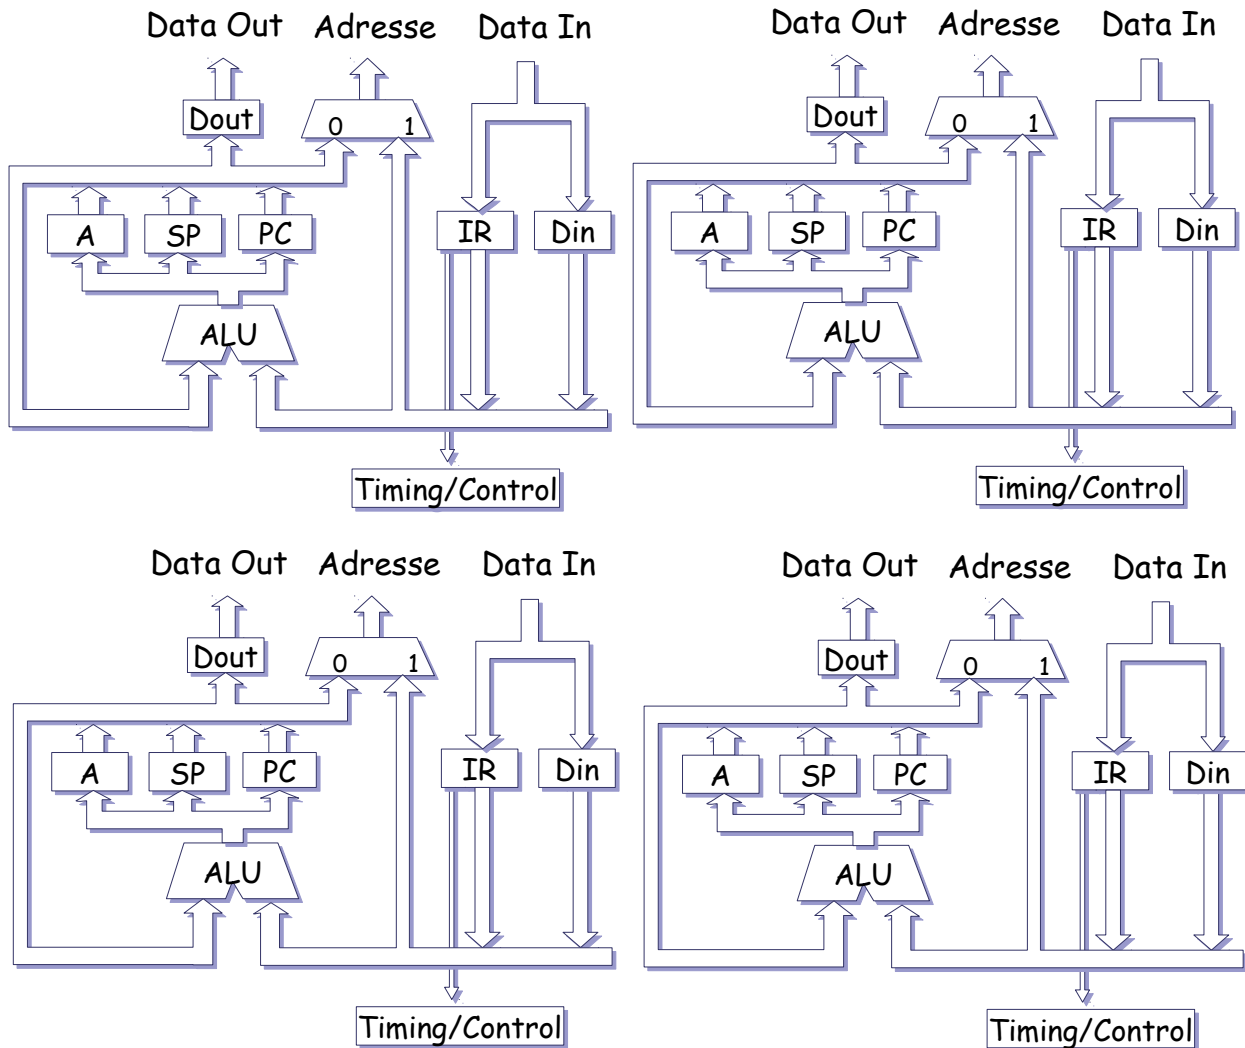 Data Out Adresse Data In
Dout 0 1
A SP PC IR Din
ALU
Timing/Control
Data Out Adresse Data In
Dout 0 1
A SP PC IR Din
ALU
Timing/Control
Data Out Adresse Data In
Dout 0 1
A SP PC IR Din
ALU
Timing/Control
Data Out Adresse Data In
Dout 0 1
A SP PC IR Din
ALU
Timing/Control